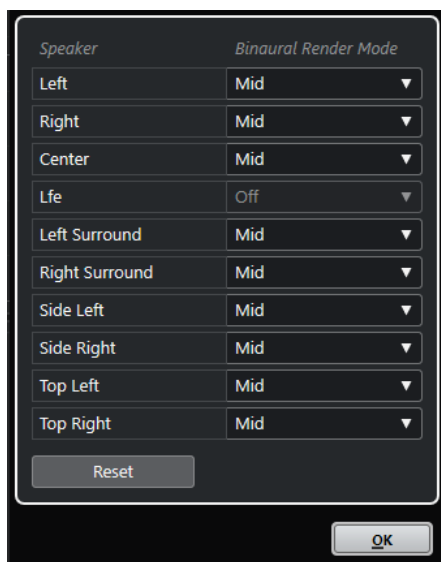 Speaker Binaural Render Mode
Left Mid
Right Mid
Center Mid
Lfe Off
Left Surround Mid
Right Surround Mid
Side Left Mid
Side Right Mid
Top Left Mid
Top Right Mid
Reset
OK